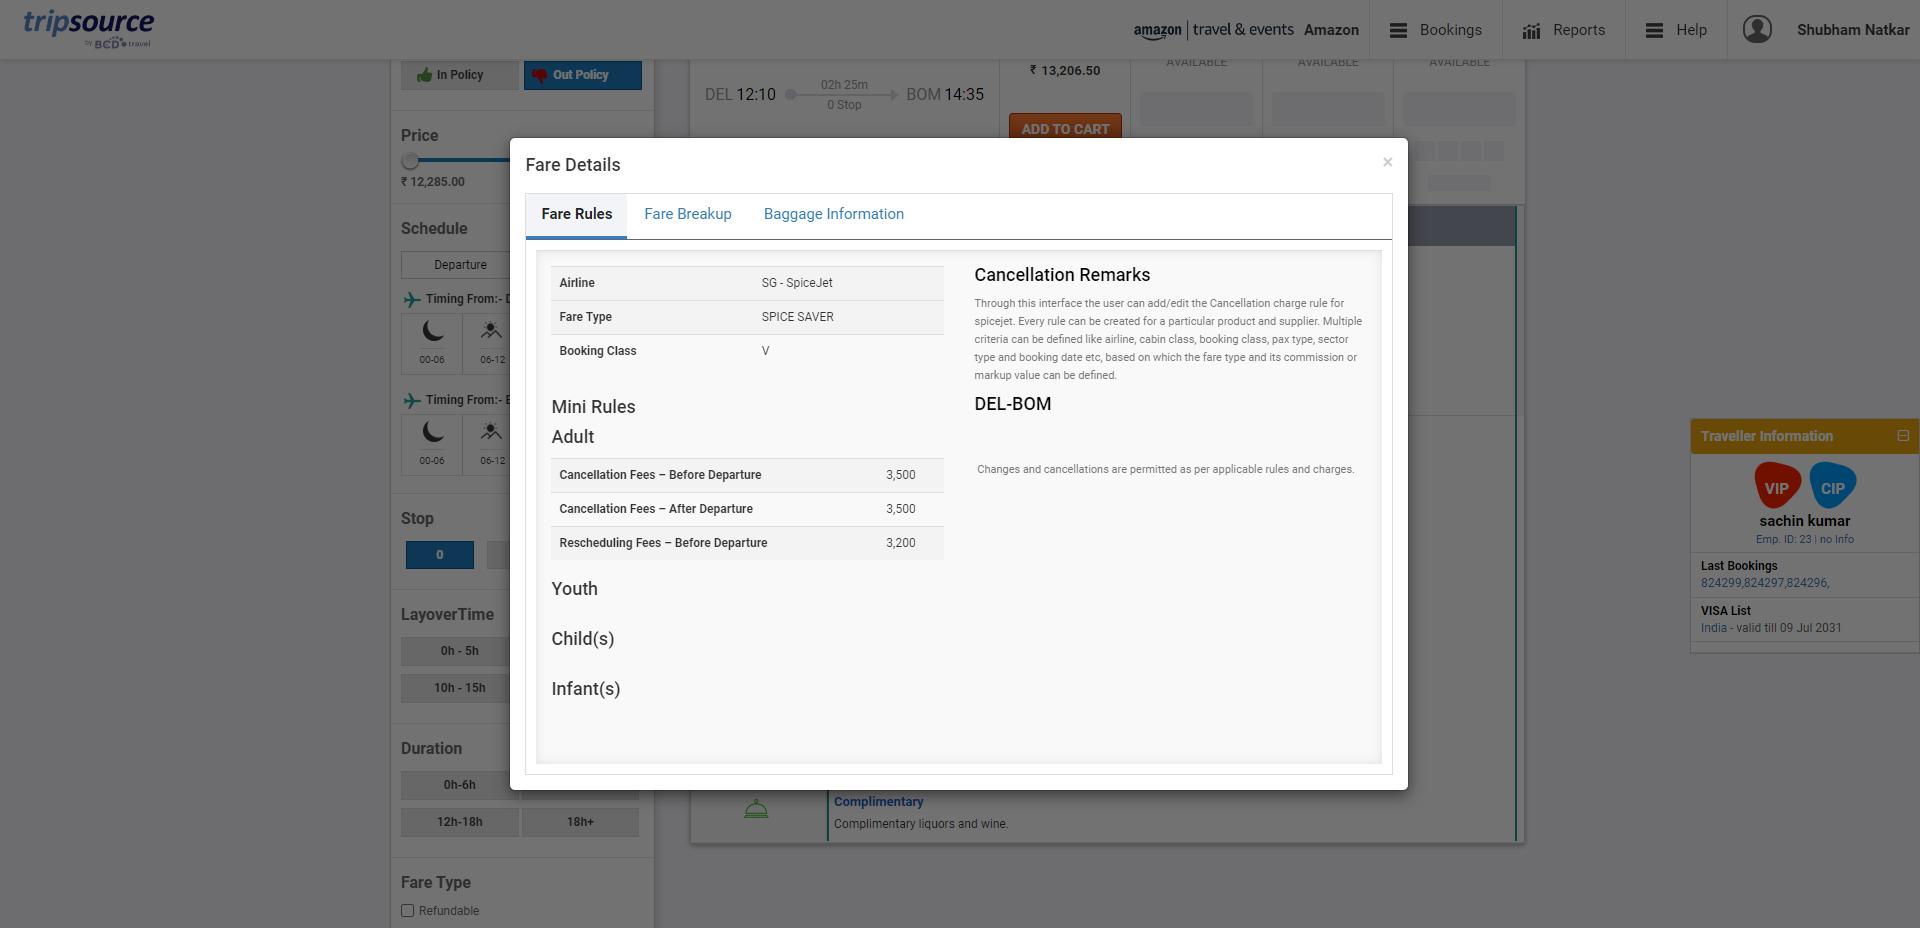 tripsource
by BCD travel
amazon | travel & events Amazon
Bookings
Reports
Help
Shubham Natkar
In Policy
Out Policy
Price
₹ 12,285.00
Schedule
Departure
Timing From:-
00-06
06-12
Timing From:-
00-06
06-12
Stop
0
LayoverTime
0h - 5h
10h - 15h
Duration
0h-6h
12h-18h
18h+
Fare Type
Refundable
DEL 12:10
02h 25m
0 Stop
BOM 14:35
₹ 13,206.50
ADD TO CART
AVAILABLE
AVAILABLE
AVAILABLE
Fare Details
×
Fare Rules
Fare Breakup
Baggage Information
Airline SG - SpiceJet
Fare Type SPICE SAVER
Booking Class V
Mini Rules
Adult
Cancellation Fees – Before Departure 3,500
Cancellation Fees – After Departure 3,500
Rescheduling Fees – Before Departure 3,200
Youth
Child(s)
Infant(s)
Cancellation Remarks
Through this interface the user can add/edit the Cancellation charge rule for
spicejet. Every rule can be created for a particular product and supplier. Multiple
criteria can be defined like airline, cabin class, booking class, pax type, sector
type and booking date etc, based on which the fare type and its commission or
markup value can be defined.
DEL-BOM
Changes and cancellations are permitted as per applicable rules and charges.
Complimentary
Complimentary liquors and wine.
Traveller Information
VIP
CIP
sachin kumar
Emp. ID: 23 | no Info
Last Bookings
824299,824297,824296,
VISA List
India - valid till 09 Jul 2031